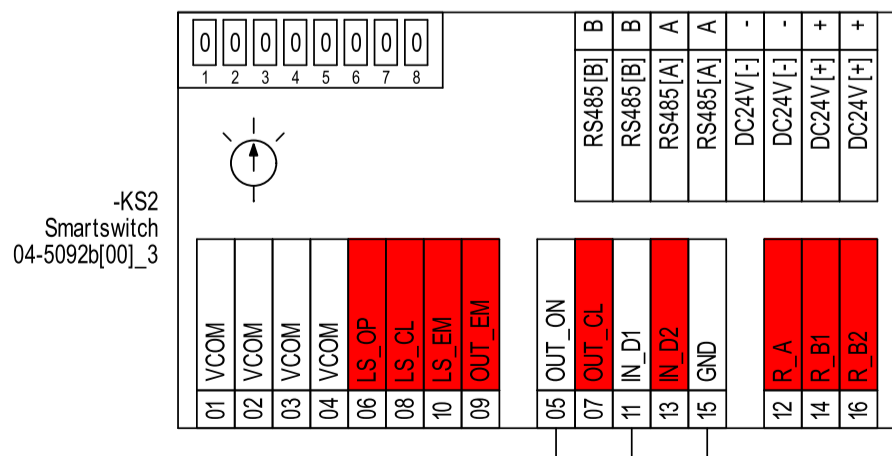 0 0 0 0 0 0 0 0
1 2 3 4 5 6 7 8
B B A A - - + +
RS485[B] RS485[B] RS485[A] RS485[A] DC24V[-] DC24V[-] DC24V[+] DC24V[+]
-KS2
Smartswitch
04-5092b[00]_3
VCOM VCOM VCOM VCOM LS_OP LS_CL LS_EM OUT_EM OUT_ON OUT_CL IN_D1 IN_D2 GND R_A R_B1 R_B2
01 02 03 04 06 08 10 09 05 07 11 13 15 12 14 16